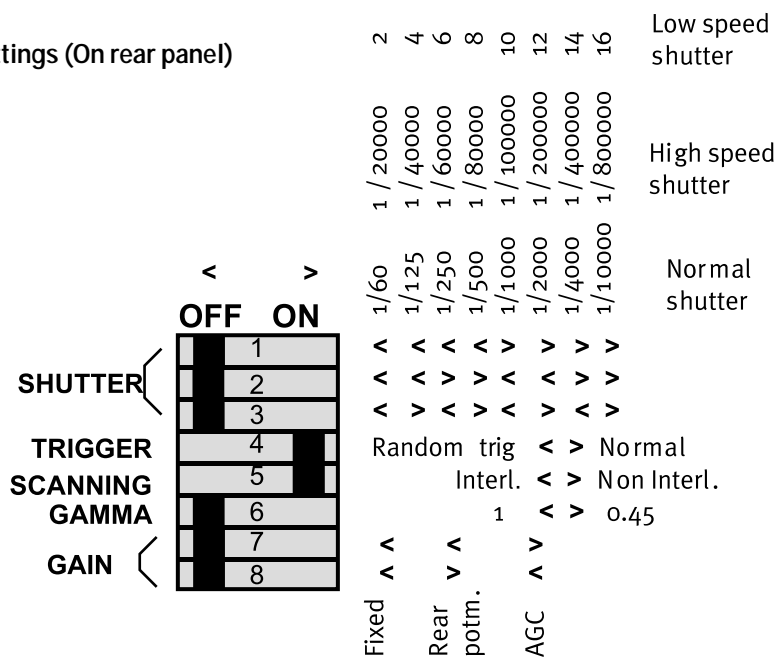 ttings (On rear panel)
2 4 6 8 10 12 14 16 Low speed
shutter
1/20000 1/40000 1/60000 1/80000 1/100000 1/200000 1/400000 1/800000 High speed
shutter
1/60 1/125 1/250 1/500 1/1000 1/2000 1/4000 1/10000 Normal
shutter
< >
OFF ON
1 < < < < > > > >
SHUTTER 2 < < > > < < > >
3 < > < > < > < >
TRIGGER 4 Random trig < > Normal
SCANNING 5 Interl. < > Non Interl.
GAMMA 6 1 < > 0.45
GAIN 7 < < >
8 < > <
Fixed Rear
potm. AGC